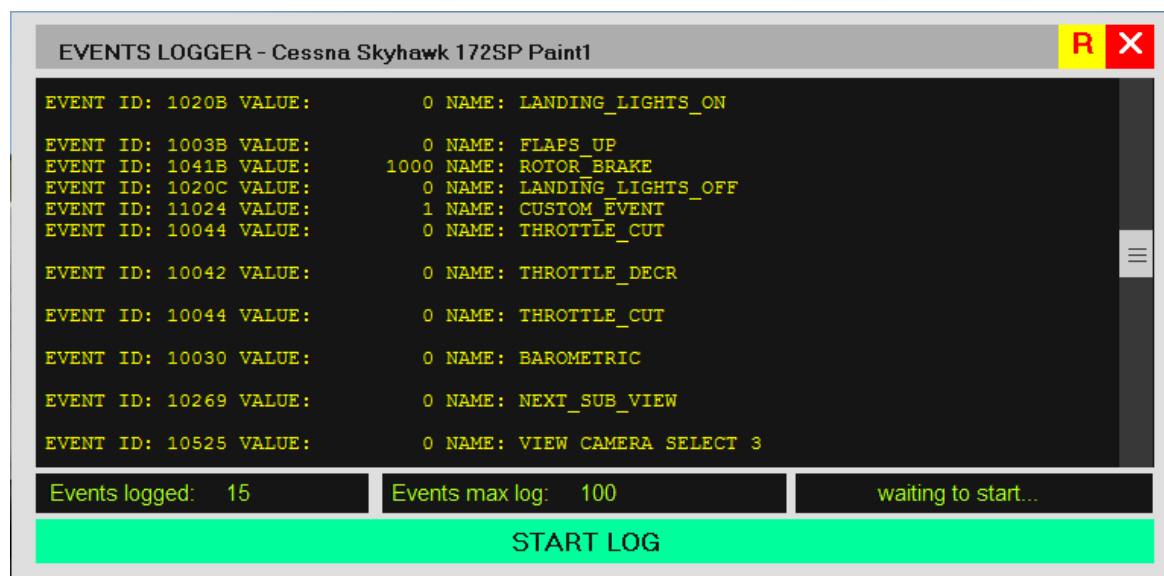 EVENTS LOGGER - Cessna Skyhawk 172SP Paint1
R X
EVENT ID: 1020B VALUE: 0 NAME: LANDING_LIGHTS_ON
EVENT ID: 1003B VALUE: 0 NAME: FLAPS_UP
EVENT ID: 1041B VALUE: 1000 NAME: ROTOR_BRAKE
EVENT ID: 1020C VALUE: 0 NAME: LANDING_LIGHTS_OFF
EVENT ID: 11024 VALUE: 1 NAME: CUSTOM_EVENT
EVENT ID: 10044 VALUE: 0 NAME: THROTTLE_CUT
EVENT ID: 10042 VALUE: 0 NAME: THROTTLE_DECR
EVENT ID: 10044 VALUE: 0 NAME: THROTTLE_CUT
EVENT ID: 10030 VALUE: 0 NAME: BAROMETRIC
EVENT ID: 10269 VALUE: 0 NAME: NEXT_SUB_VIEW
EVENT ID: 10525 VALUE: 0 NAME: VIEW CAMERA SELECT 3
Events logged: 15 Events max log: 100 waiting to start...
START LOG